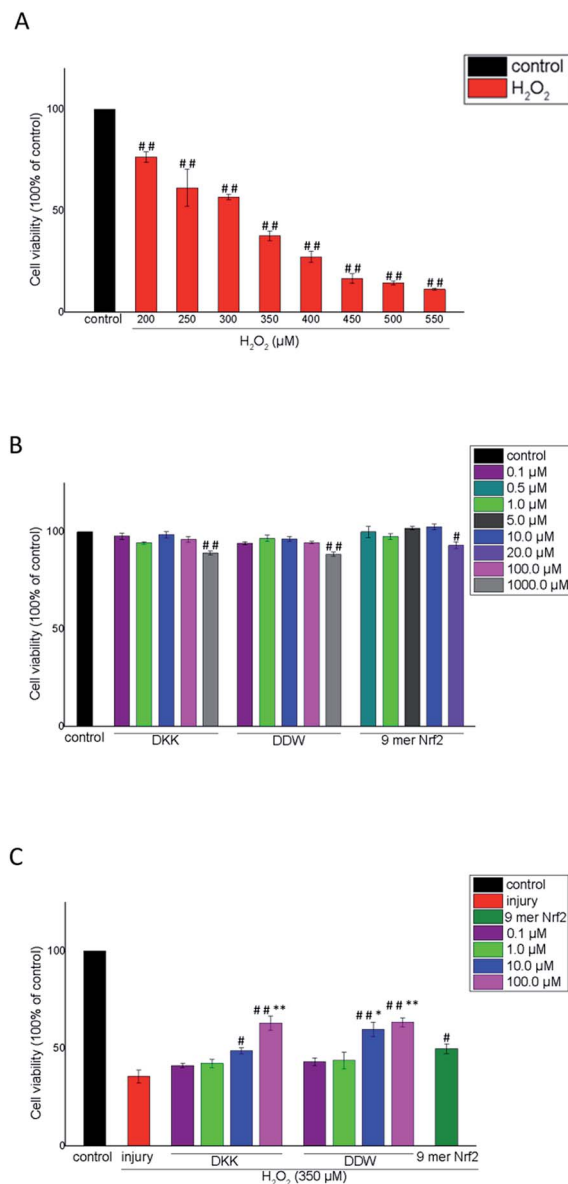 A
control
H₂O₂
Cell viability (100% of control)
100
50
0
## ## ## ## ## ## ## ##
control 200 250 300 350 400 450 500 550
H₂O₂ (µM)
B
control
0.1 µM
0.5 µM
1.0 µM
5.0 µM
10.0 µM
20.0 µM
100.0 µM
1000.0 µM
Cell viability (100% of control)
100
50
0
## ## #
control DKK DDW 9 mer Nrf2
C
control
injury
9 mer Nrf2
0.1 µM
1.0 µM
10.0 µM
100.0 µM
Cell viability (100% of control)
100
50
0
# ##** ##* ##** #
control injury DKK DDW 9 mer Nrf2
H₂O₂ (350 µM)